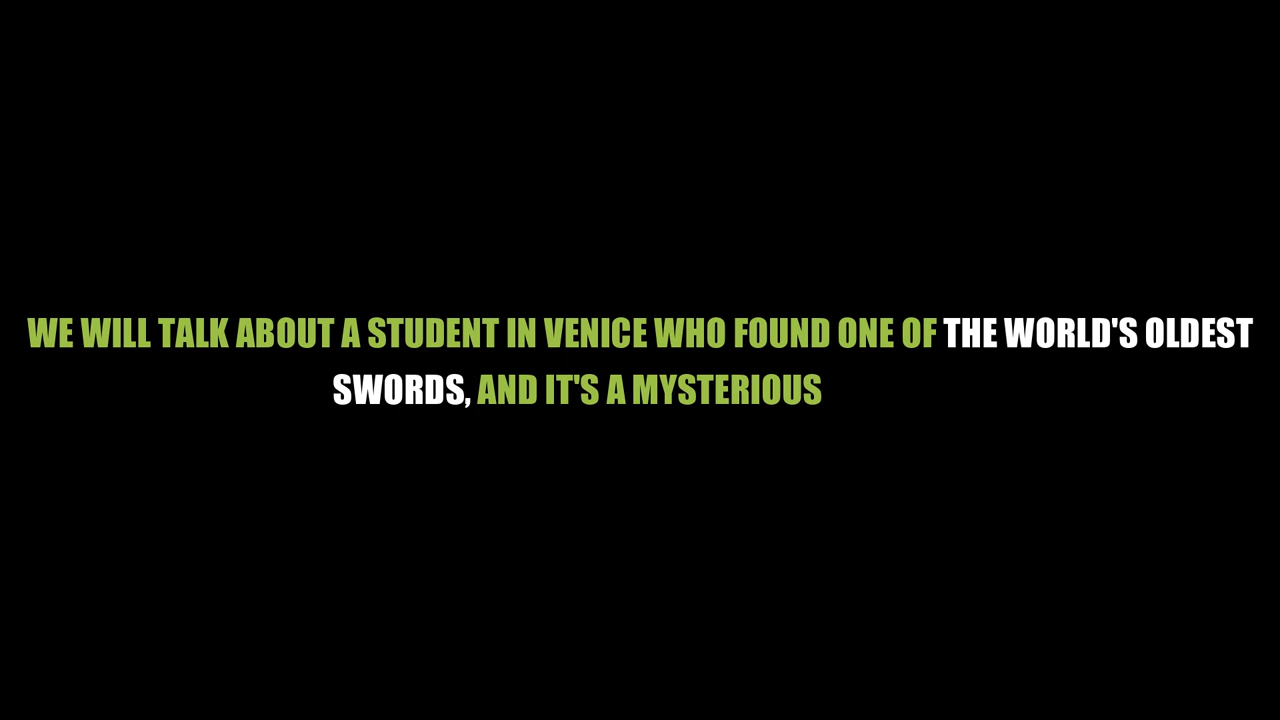 WE WILL TALK ABOUT A STUDENT IN VENICE WHO FOUND ONE OF THE WORLD'S OLDEST
SWORDS, AND IT'S A MYSTERIOUS